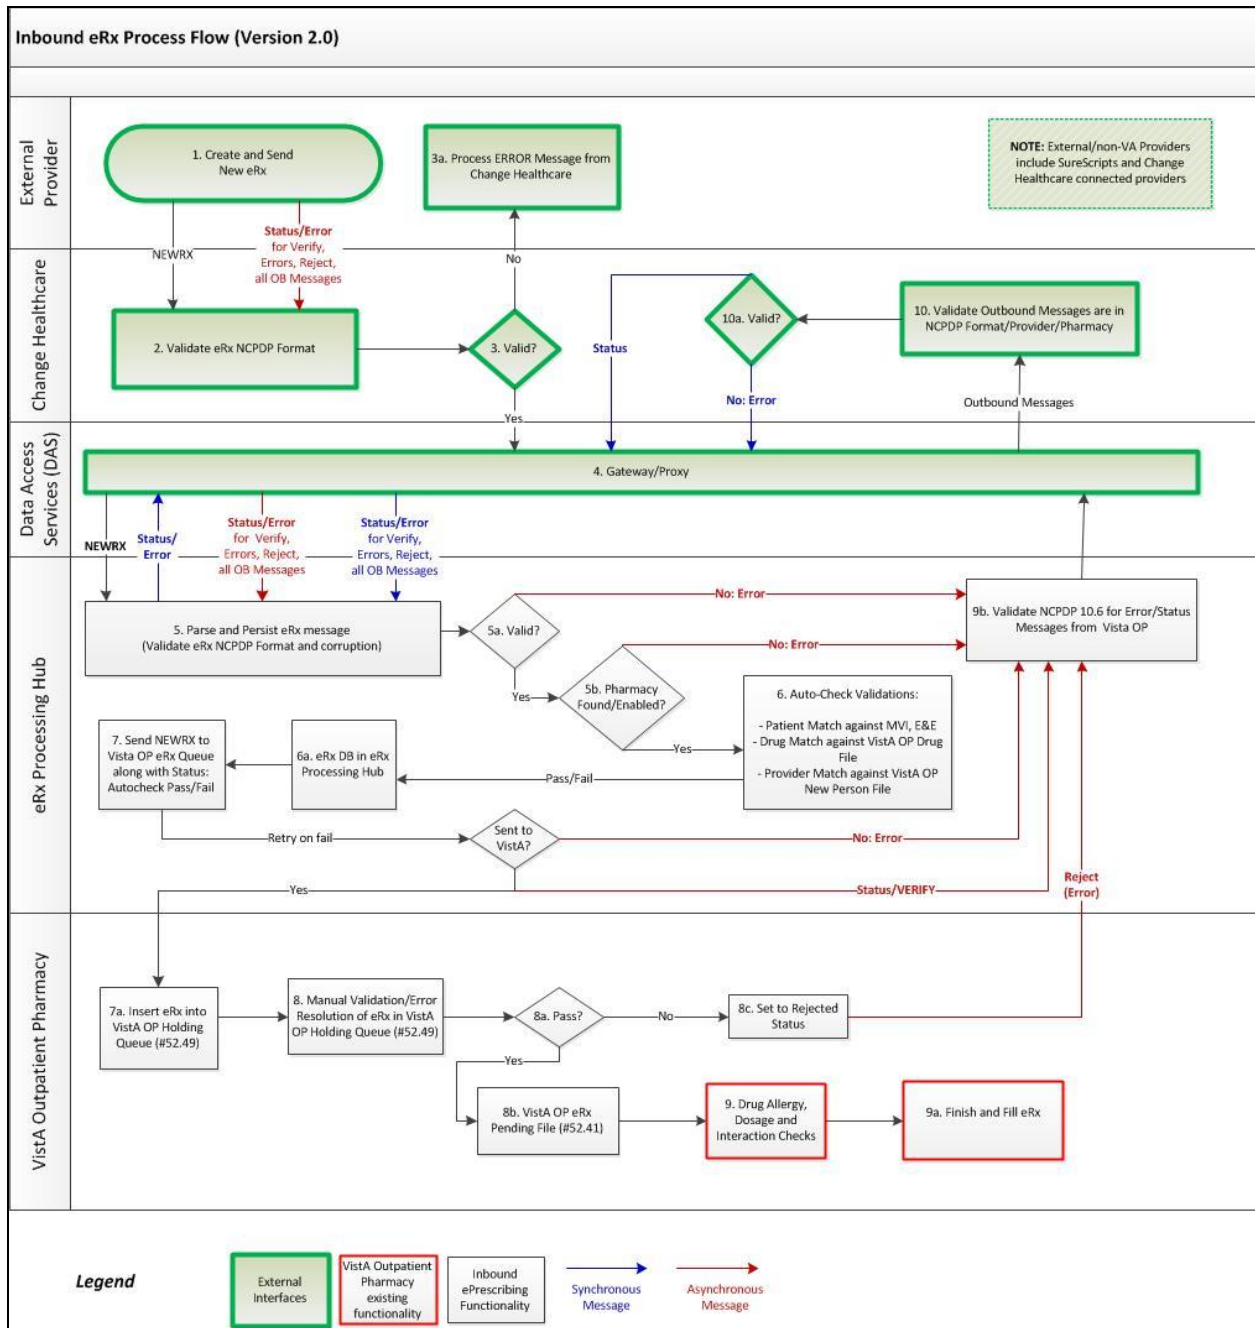 Inbound eRx Process Flow (Version 2.0)
External
Provider
1. Create and Send
New eRx
3a. Process ERROR Message from
Change Healthcare
NOTE: External/non-VA Providers
include SureScripts and Change
Healthcare connected providers
NEWRX
Status/Error
for Verify,
Errors, Reject,
all OB Messages
No
Change Healthcare
2. Validate eRx NCPDP Format
3. Valid?
Status
10a. Valid?
10. Validate Outbound Messages are in
NCPDP Format/Provider/Pharmacy
Yes
No: Error
Outbound Messages
Data Access
Services (DAS)
4. Gateway/Proxy
NEWRX
Status/
Error
Status/Error
for Verify,
Errors, Reject,
all OB Messages
Status/Error
for Verify,
Errors, Reject,
all OB Messages
eRx Processing Hub
5. Parse and Persist eRx message
(Validate eRx NCPDP Format and corruption)
5a. Valid?
No: Error
9b. Validate NCPDP 10.6 for Error/Status
Messages from Vista OP
Yes
5b. Pharmacy
Found/Enabled?
No: Error
Yes
6. Auto-Check Validations:
- Patient Match against MVI, E&E
- Drug Match against VistA OP Drug
File
- Provider Match against VistA OP
New Person File
Pass/Fail
6a. eRx DB in eRx
Processing Hub
7. Send NEWRX to
Vista OP eRx Queue
along with Status:
Autocheck Pass/Fail
Retry on fail
Sent to
VistA?
No: Error
Yes
Status/VERIFY
Reject
(Error)
VistA Outpatient Pharmacy
7a. Insert eRx into
VistA OP Holding
Queue (#52.49)
8. Manual Validation/Error
Resolution of eRx in VistA
OP Holding Queue (#52.49)
8a. Pass?
No
8c. Set to Rejected
Status
Yes
8b. VistA OP eRx
Pending File (#52.41)
9. Drug Allergy,
Dosage and
Interaction Checks
9a. Finish and Fill eRx
Legend
External
Interfaces
VistA Outpatient
Pharmacy
existing
functionality
Inbound
ePrescribing
Functionality
Synchronous
Message
Asynchronous
Message